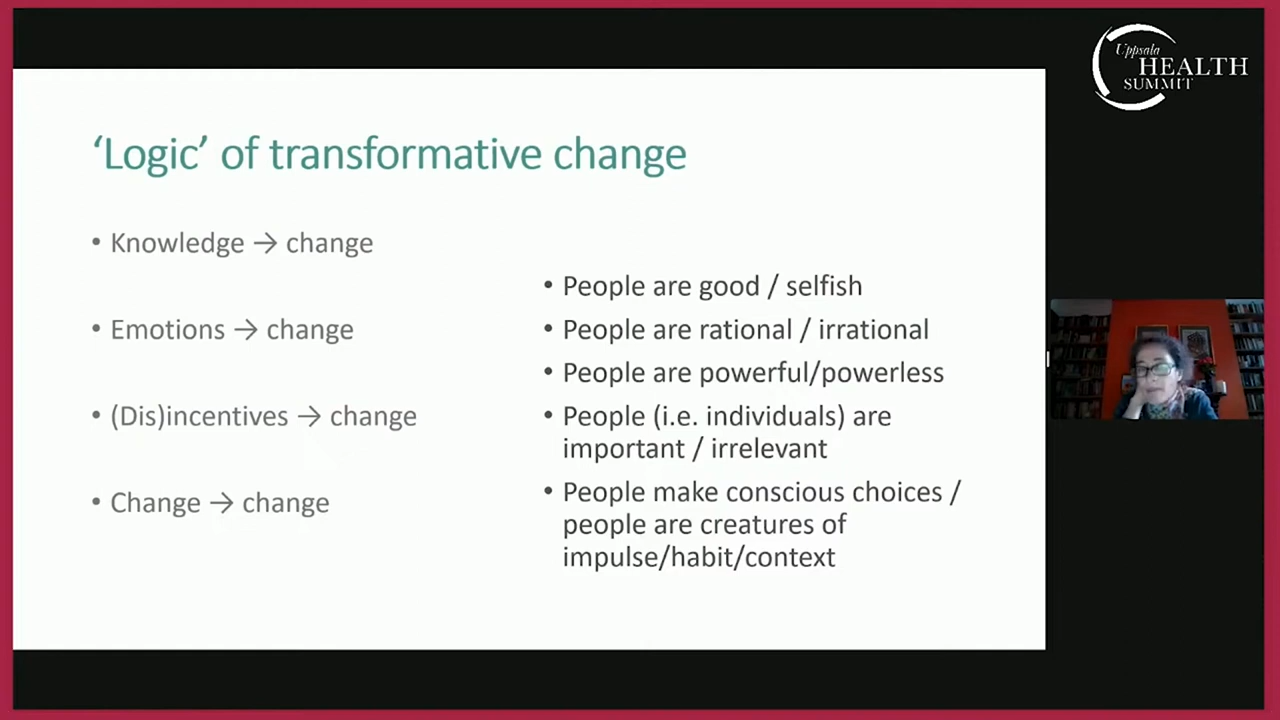 Uppsala
HEALTH
SUMMIT
‘Logic’ of transformative change
• Knowledge → change
• Emotions → change
• (Dis)incentives → change
• Change → change
• People are good / selfish
• People are rational / irrational
• People are powerful/powerless
• People (i.e. individuals) are
important / irrelevant
• People make conscious choices /
people are creatures of
impulse/habit/context